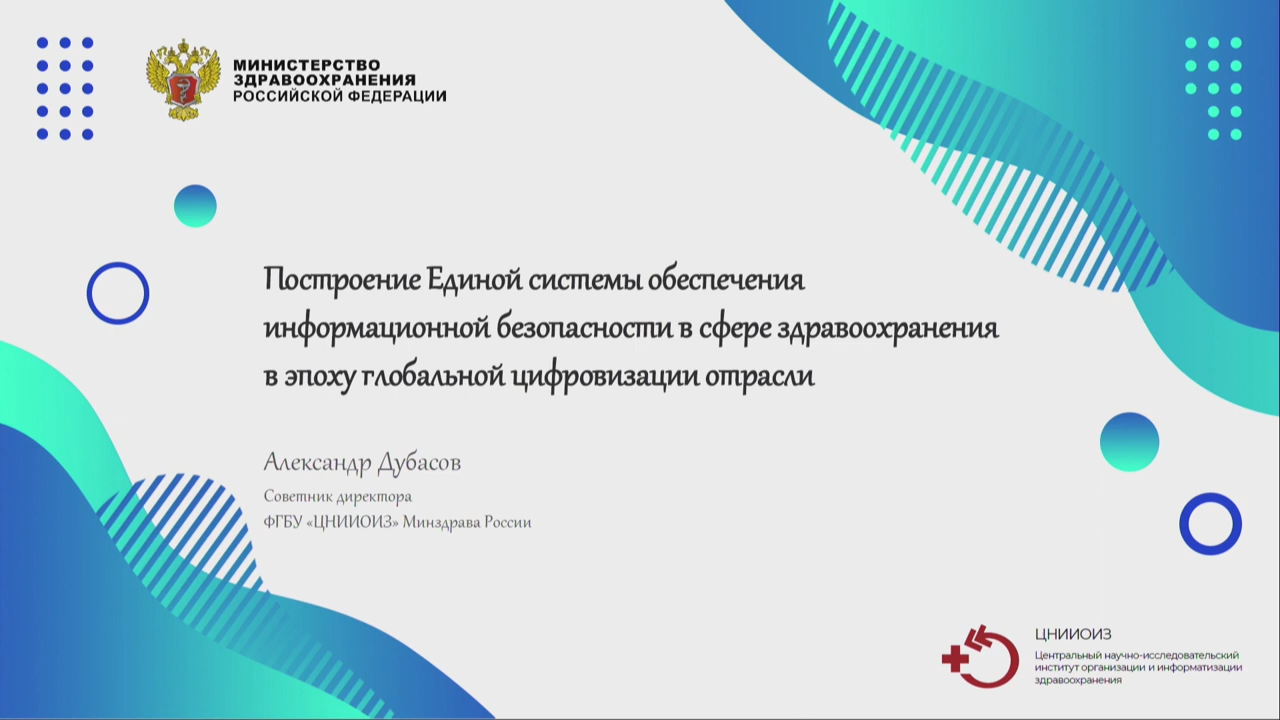 МИНИСТЕРСТВО
ЗДРАВООХРАНЕНИЯ
РОССИЙСКОЙ ФЕДЕРАЦИИ
Построение Единой системы обеспечения
информационной безопасности в сфере здравоохранения
в эпоху глобальной цифровизации отрасли
Александр Дубасов
Советник директора
ФГБУ «ЦНИИОИЗ» Минздрава России
ЦНИИОИЗ
Центральный научно-исследовательский
институт организации и информатизации
здравоохранения